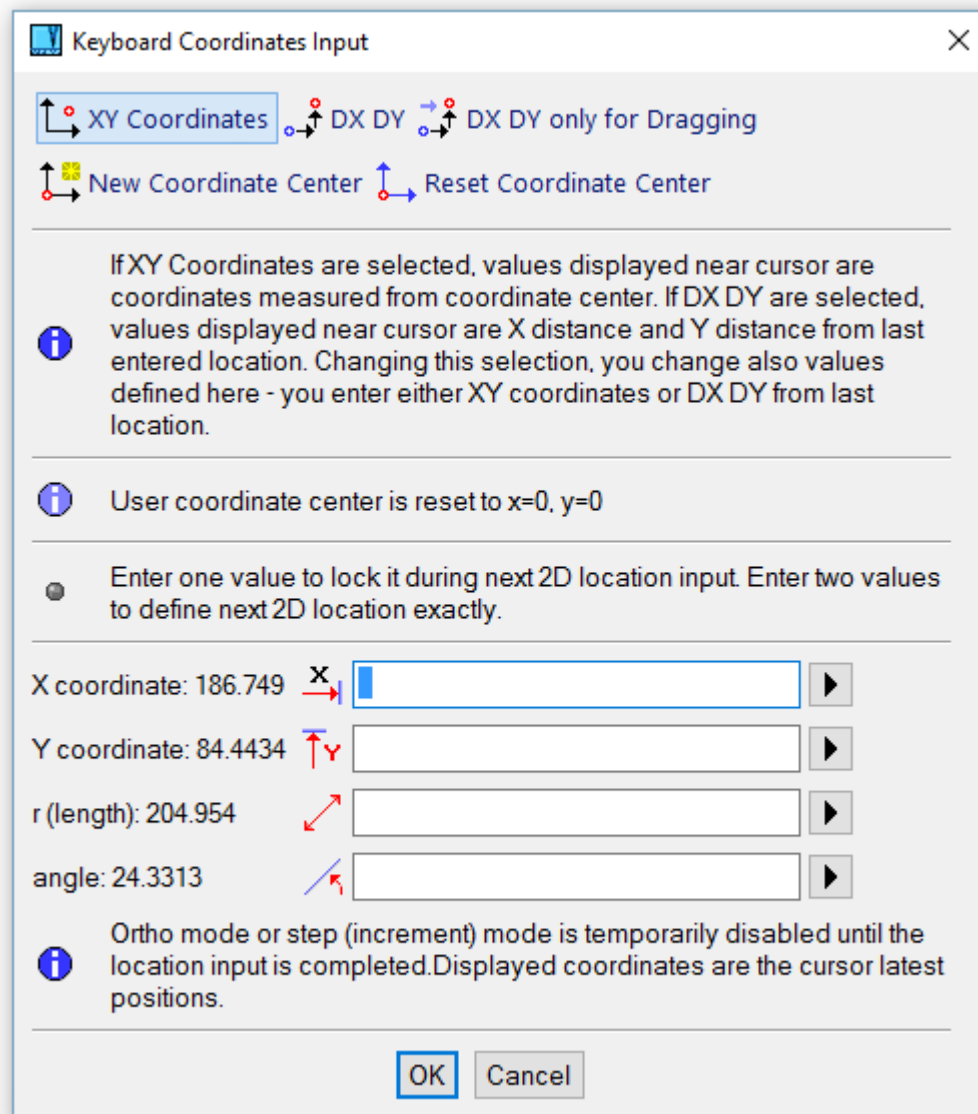 Keyboard Coordinates Input
XY Coordinates DX DY DX DY only for Dragging
New Coordinate Center Reset Coordinate Center
If XY Coordinates are selected, values displayed near cursor are
coordinates measured from coordinate center. If DX DY are selected,
values displayed near cursor are X distance and Y distance from last
entered location. Changing this selection, you change also values
defined here - you enter either XY coordinates or DX DY from last
location.
User coordinate center is reset to x=0, y=0
Enter one value to lock it during next 2D location input. Enter two values
to define next 2D location exactly.
X coordinate: 186.749 X
Y coordinate: 84.4434 Y
r (length): 204.954
angle: 24.3313
Ortho mode or step (increment) mode is temporarily disabled until the
location input is completed.Displayed coordinates are the cursor latest
positions.
OK Cancel